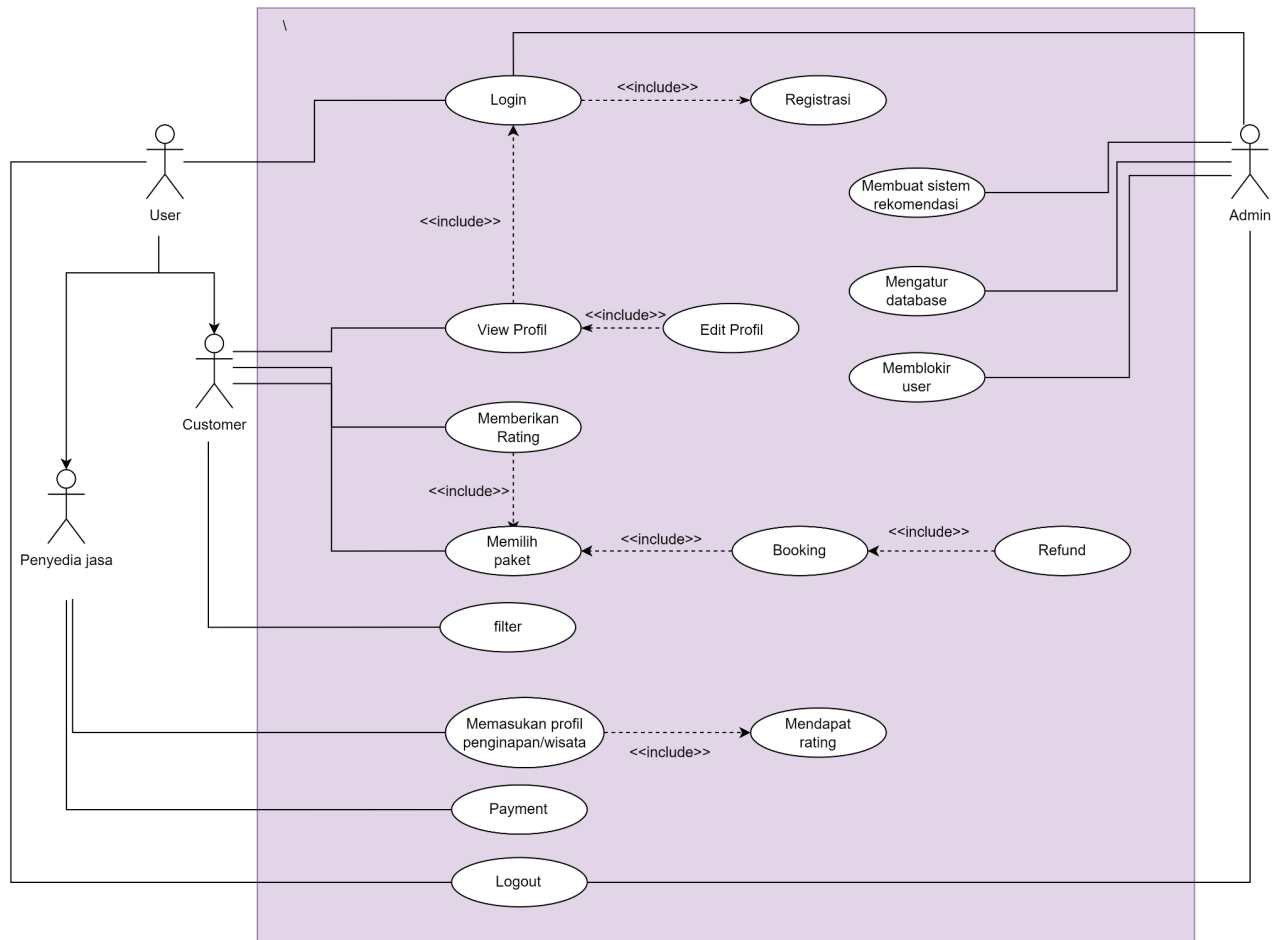 \
<<include>>
Login
Registrasi
Membuat sistem
rekomendasi
User
Admin
<<include>>
Mengatur
database
<<include>>
View Profil
Edit Profil
Memblokir
user
Customer
Memberikan
Rating
<<include>>
Penyedia jasa
Memilih
paket
<<include>>
Booking
<<include>>
Refund
filter
Memasukan profil
penginapan/wisata
<<include>>
Mendapat
rating
Payment
Logout